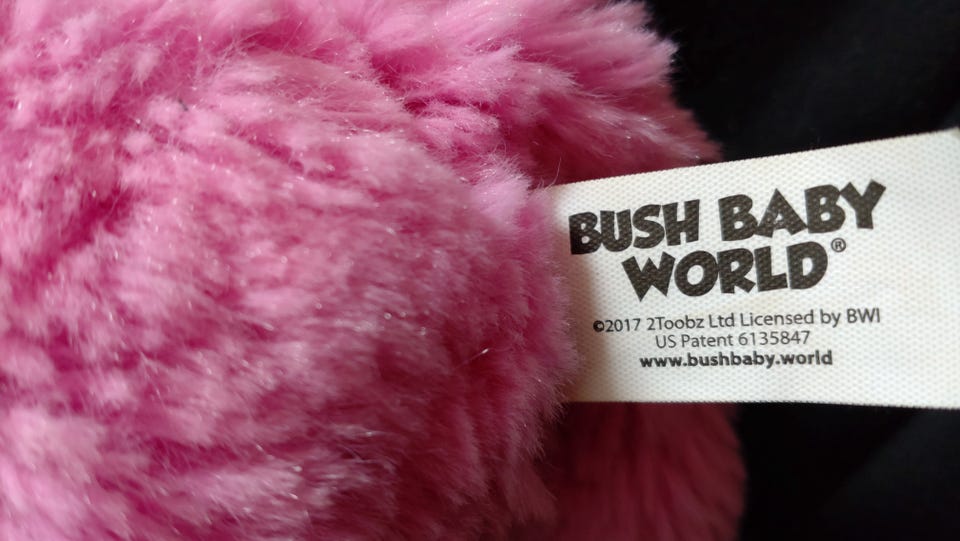 BUSH BABY
WORLD®
©2017 2Toobz Ltd Licensed by BWI
US Patent 6135847
www.bushbaby.world